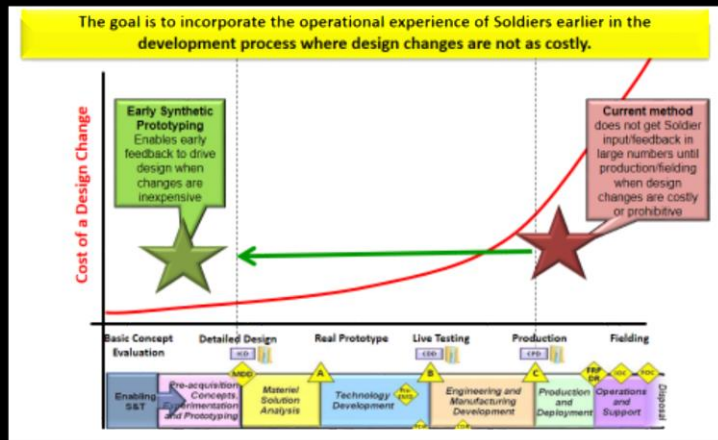 The goal is to incorporate the operational experience of Soldiers earlier in the
development process where design changes are not as costly.
Early Synthetic
Prototyping
Enables early
feedback to drive
design when
changes are
inexpensive
Current method
does not get Soldier
input/feedback in
large numbers until
production/fielding
when design
changes are costly
or prohibitive
Cost of a Design Change
Basic Concept
Evaluation
Detailed Design
Real Prototype
Live Testing
Production
Fielding
ICD
CDD
CPD
MDD
A
B
C
FRP
DR
IOC
FOC
Enabling
S&T
Pre-acquisition
Concepts,
Experimentation
and Prototyping
Materiel
Solution
Analysis
Technology
Development
Engineering and
Manufacturing
Development
Production
and
Deployment
Operations
and
Support
Disposal